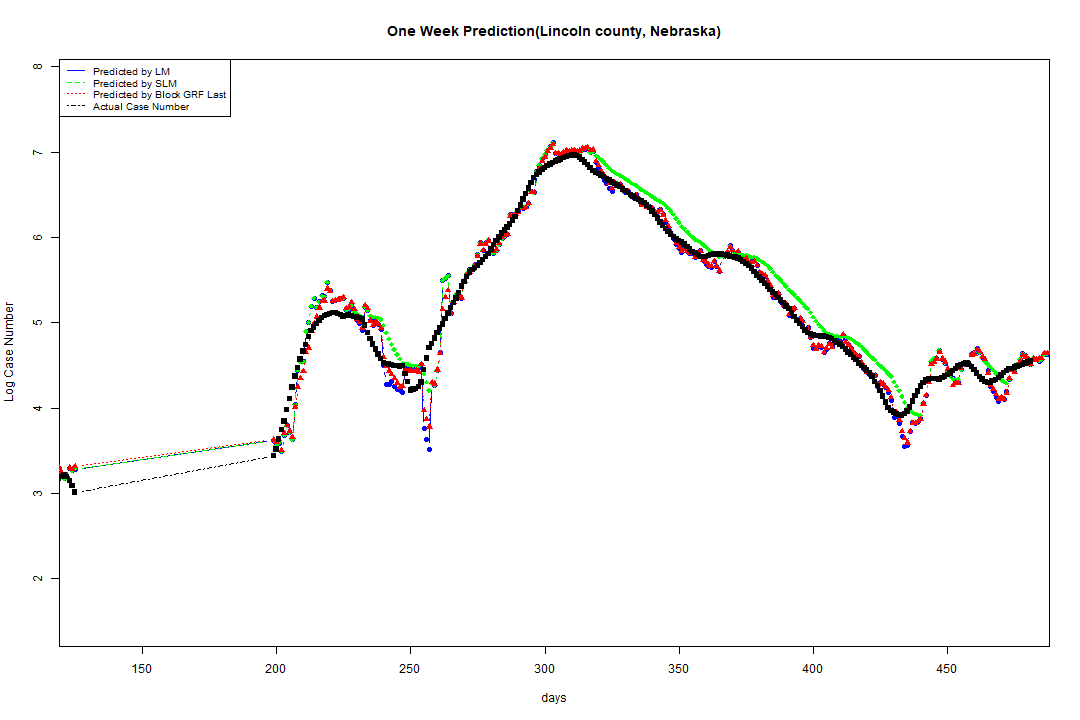 One Week Prediction(Lincoln county, Nebraska)
Predicted by LM
Predicted by SLM
Predicted by Block GRF Last
Actual Case Number
8
7
6
5
4
3
2
Log Case Number
150 200 250 300 350 400 450
days